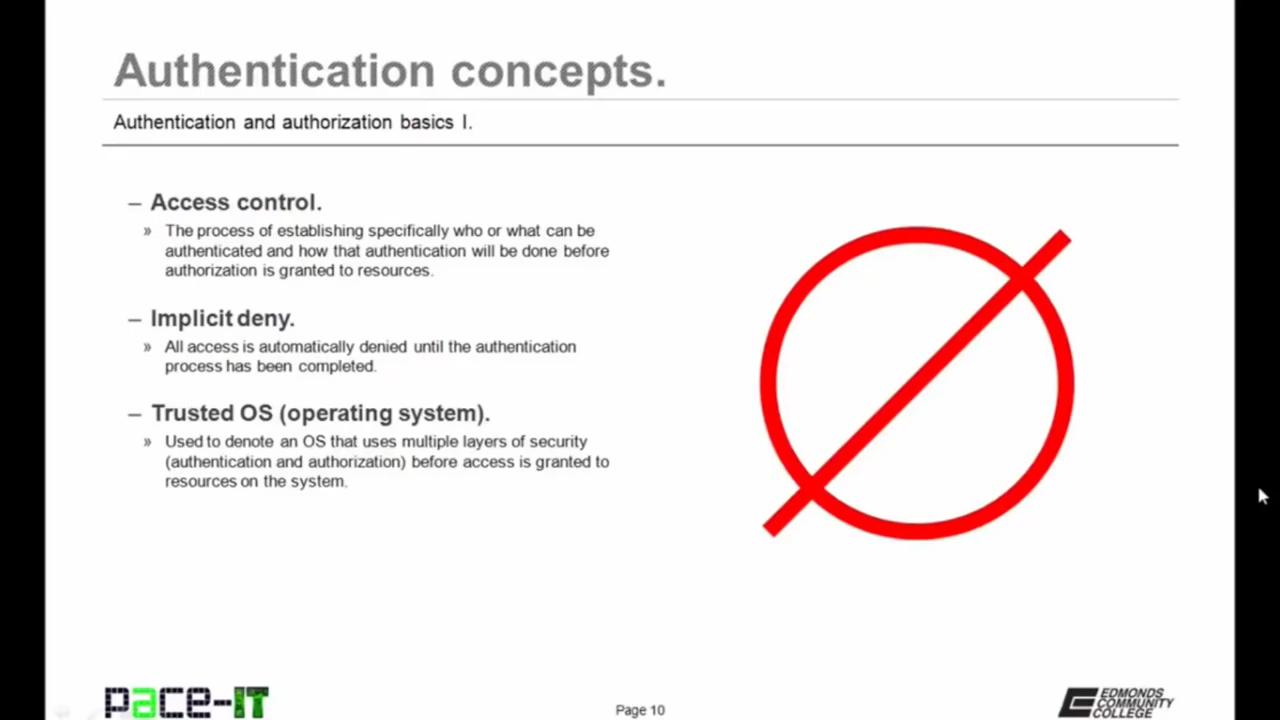 Authentication concepts.
Authentication and authorization basics I.
– Access control.
» The process of establishing specifically who or what can be
authenticated and how that authentication will be done before
authorization is granted to resources.
– Implicit deny.
» All access is automatically denied until the authentication
process has been completed.
– Trusted OS (operating system).
» Used to denote an OS that uses multiple layers of security
(authentication and authorization) before access is granted to
resources on the system.
pace-IT
Page 10
EDMONDS
COMMUNITY
COLLEGE